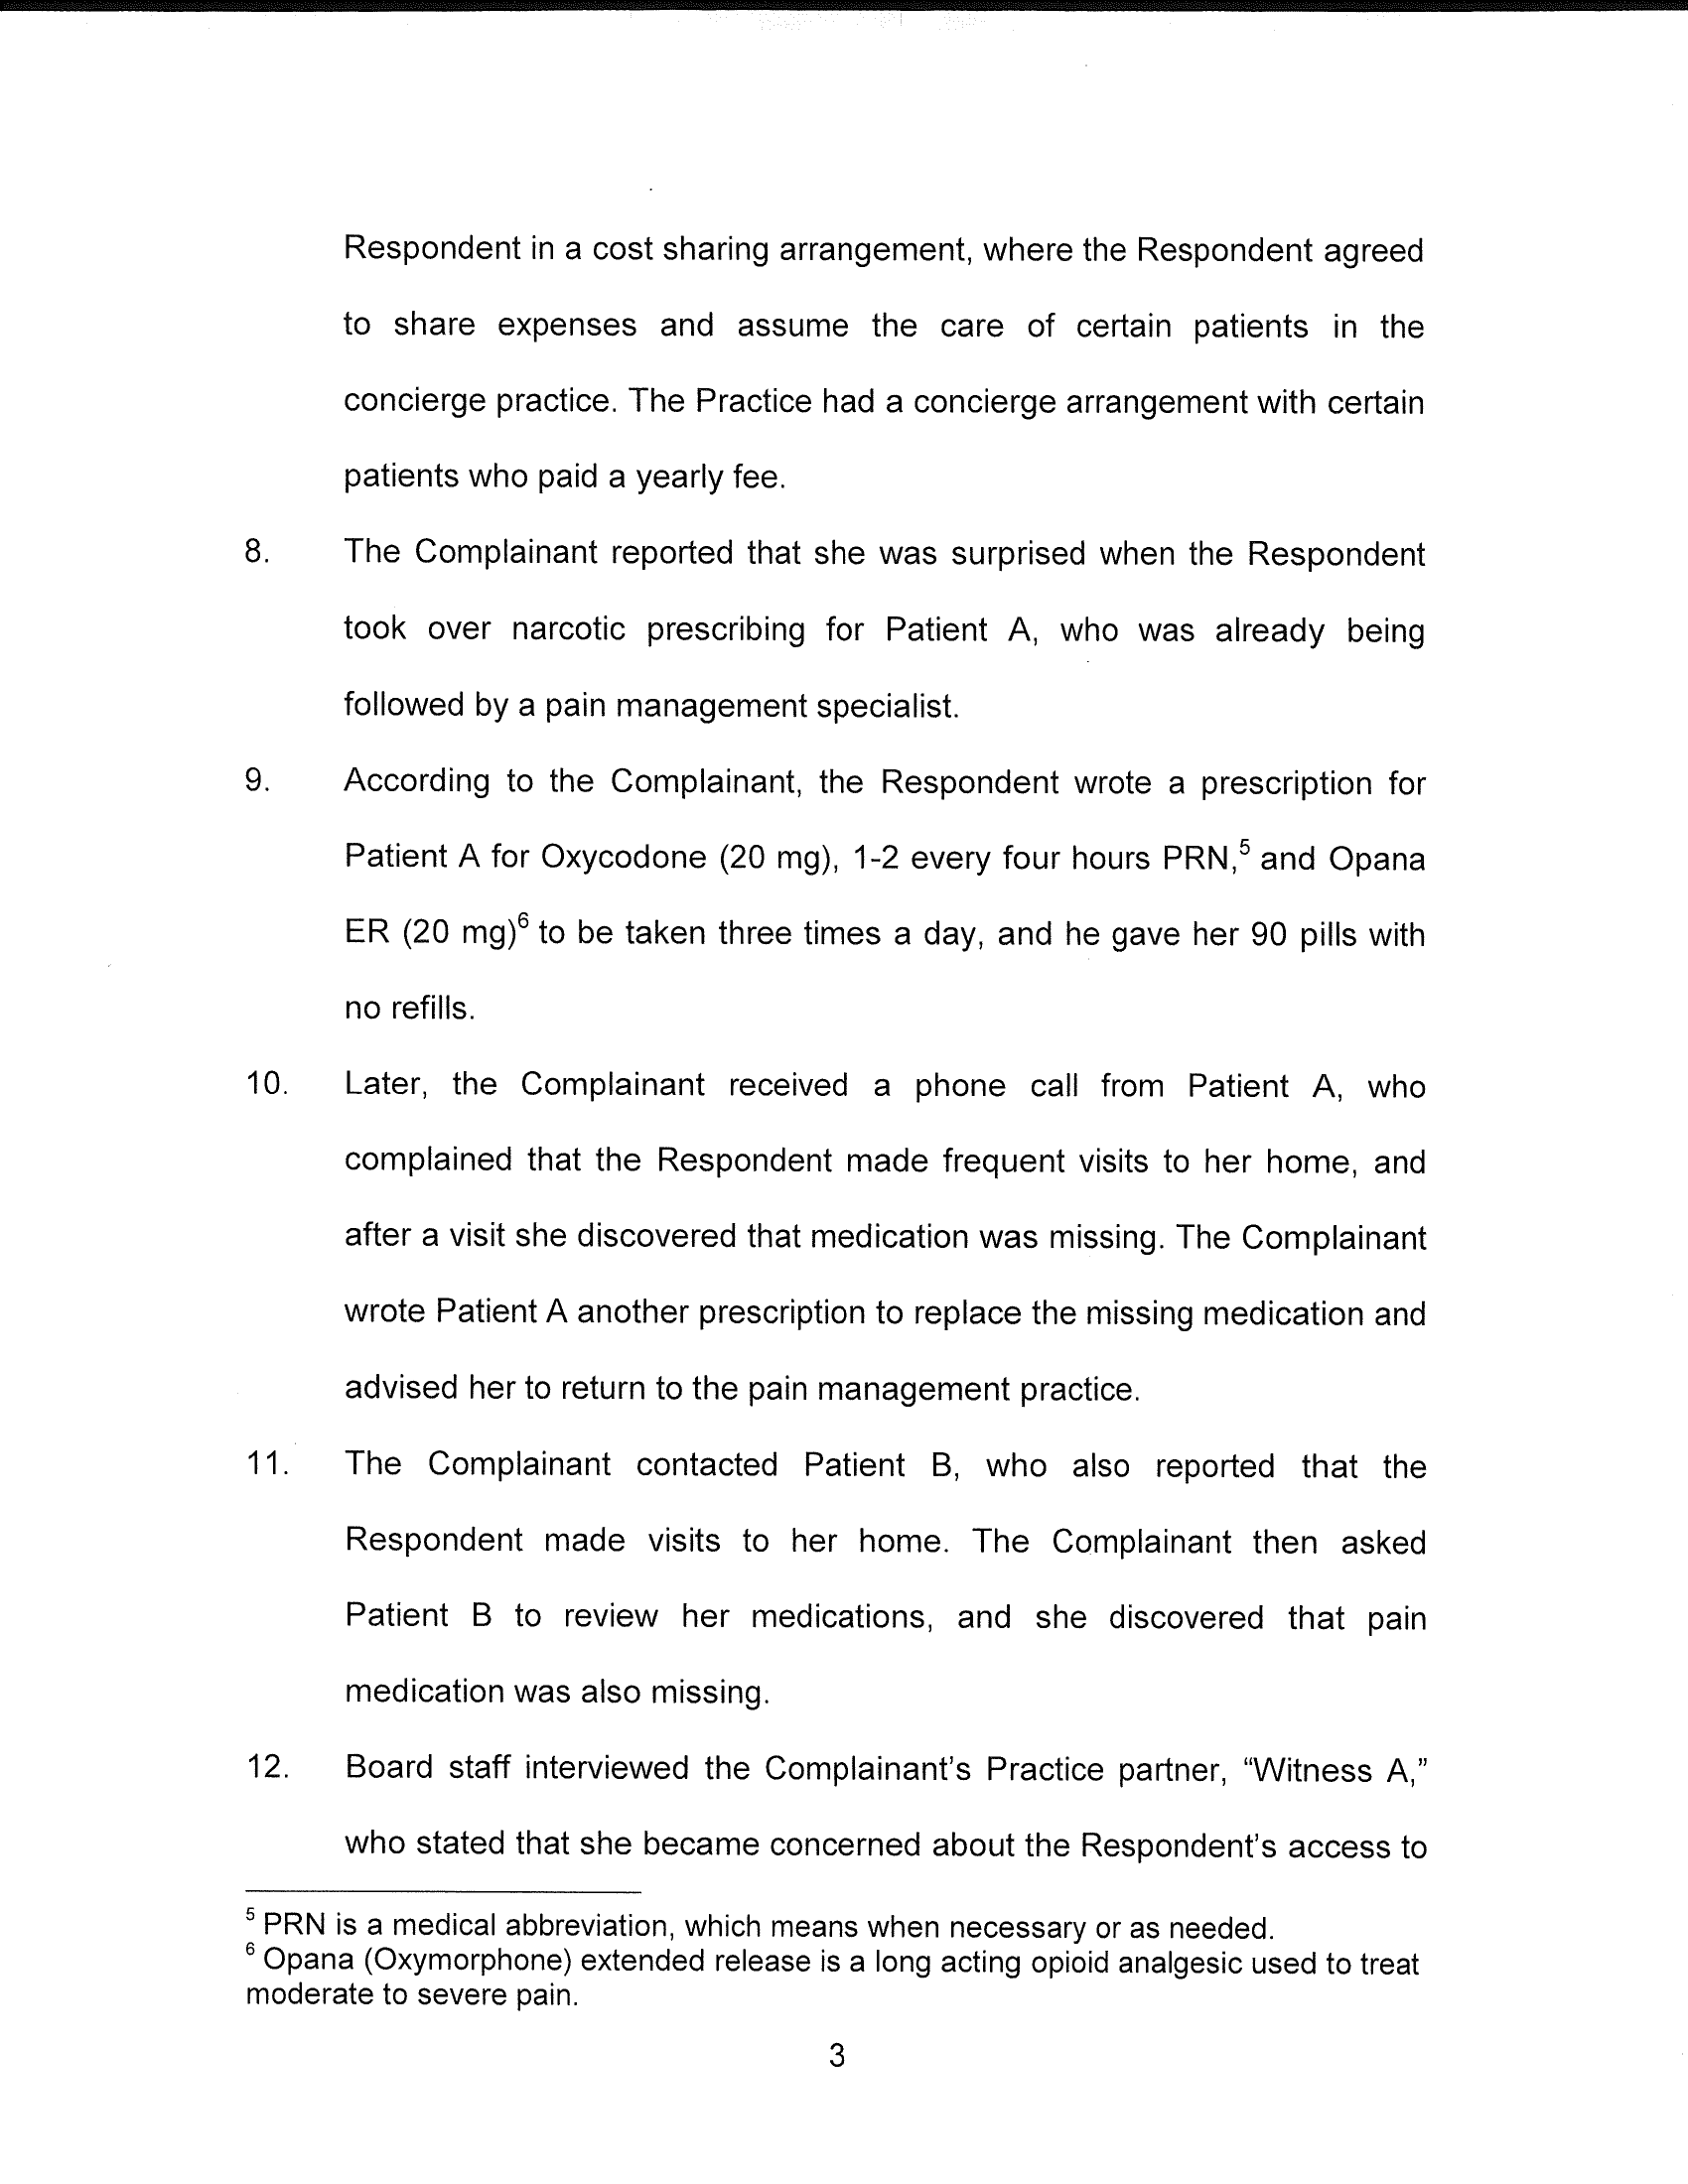 Respondent in a cost sharing arrangement, where the Respondent agreed
to share expenses and assume the care of certain patients in the
concierge practice. The Practice had a concierge arrangement with certain
patients who paid a yearly fee.
8. The Complainant reported that she was surprised when the Respondent
took over narcotic prescribing for Patient A, who was already being
followed by a pain management specialist.
9. According to the Complainant, the Respondent wrote a prescription for
Patient A for Oxycodone (20 mg), 1-2 every four hours PRN,⁵ and Opana
ER (20 mg)⁶ to be taken three times a day, and he gave her 90 pills with
no refills.
10. Later, the Complainant received a phone call from Patient A, who
complained that the Respondent made frequent visits to her home, and
after a visit she discovered that medication was missing. The Complainant
wrote Patient A another prescription to replace the missing medication and
advised her to return to the pain management practice.
11. The Complainant contacted Patient B, who also reported that the
Respondent made visits to her home. The Complainant then asked
Patient B to review her medications, and she discovered that pain
medication was also missing.
12. Board staff interviewed the Complainant's Practice partner, “Witness A,”
who stated that she became concerned about the Respondent's access to
⁵ PRN is a medical abbreviation, which means when necessary or as needed.
⁶ Opana (Oxymorphone) extended release is a long acting opioid analgesic used to treat
moderate to severe pain.
3